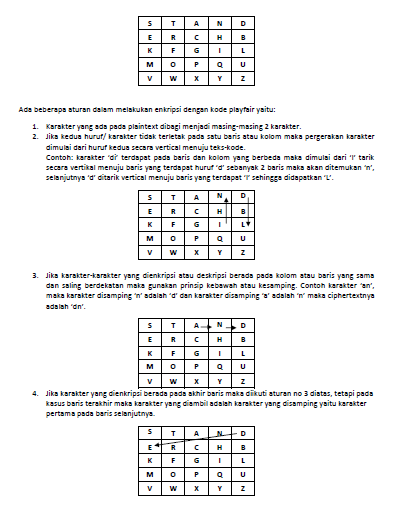 S T A N D
E R C H B
K F G I L
M O P Q U
V W X Y Z
Ada beberapa aturan dalam melakukan enkripsi dengan kode playfair yaitu:
1. Karakter yang ada pada plaintext dibagi menjadi masing-masing 2 karakter.
2. Jika kedua huruf/ karakter tidak terletak pada satu baris atau kolom maka pergerakan karakter
dimulai dari huruf kedua secara vertical menuju teks-kode.
Contoh: karakter 'di' terdapat pada baris dan kolom yang berbeda maka dimulai dari 'I' tarik
secara vertikal menuju baris yang terdapat huruf 'd' sebanyak 2 baris maka akan ditemukan 'n',
selanjutnya 'd' ditarik vertical menuju baris yang terdapat 'I' sehingga didapatkan 'L'.
S T A N D
E R C H B
K F G I L
M O P Q U
V W X Y Z
3. Jika karakter-karakter yang dienkripsi atau deskripsi berada pada kolom atau baris yang sama
dan saling berdekatan maka gunakan prinsip kebawah atau kesamping. Contoh karakter 'an',
maka karakter disamping 'n' adalah 'd' dan karakter disamping 'a' adalah 'n' maka ciphertextnya
adalah 'dn'.
S T A N D
E R C H B
K F G I L
M O P Q U
V W X Y Z
4. Jika karakter yang dienkripsi berada pada akhir baris maka diikuti aturan no 3 diatas, tetapi pada
kasus baris terakhir maka karakter yang diambil adalah karakter yang disamping yaitu karakter
pertama pada baris selanjutnya.
S T A N D
E R C H B
K F G I L
M O P Q U
V W X Y Z